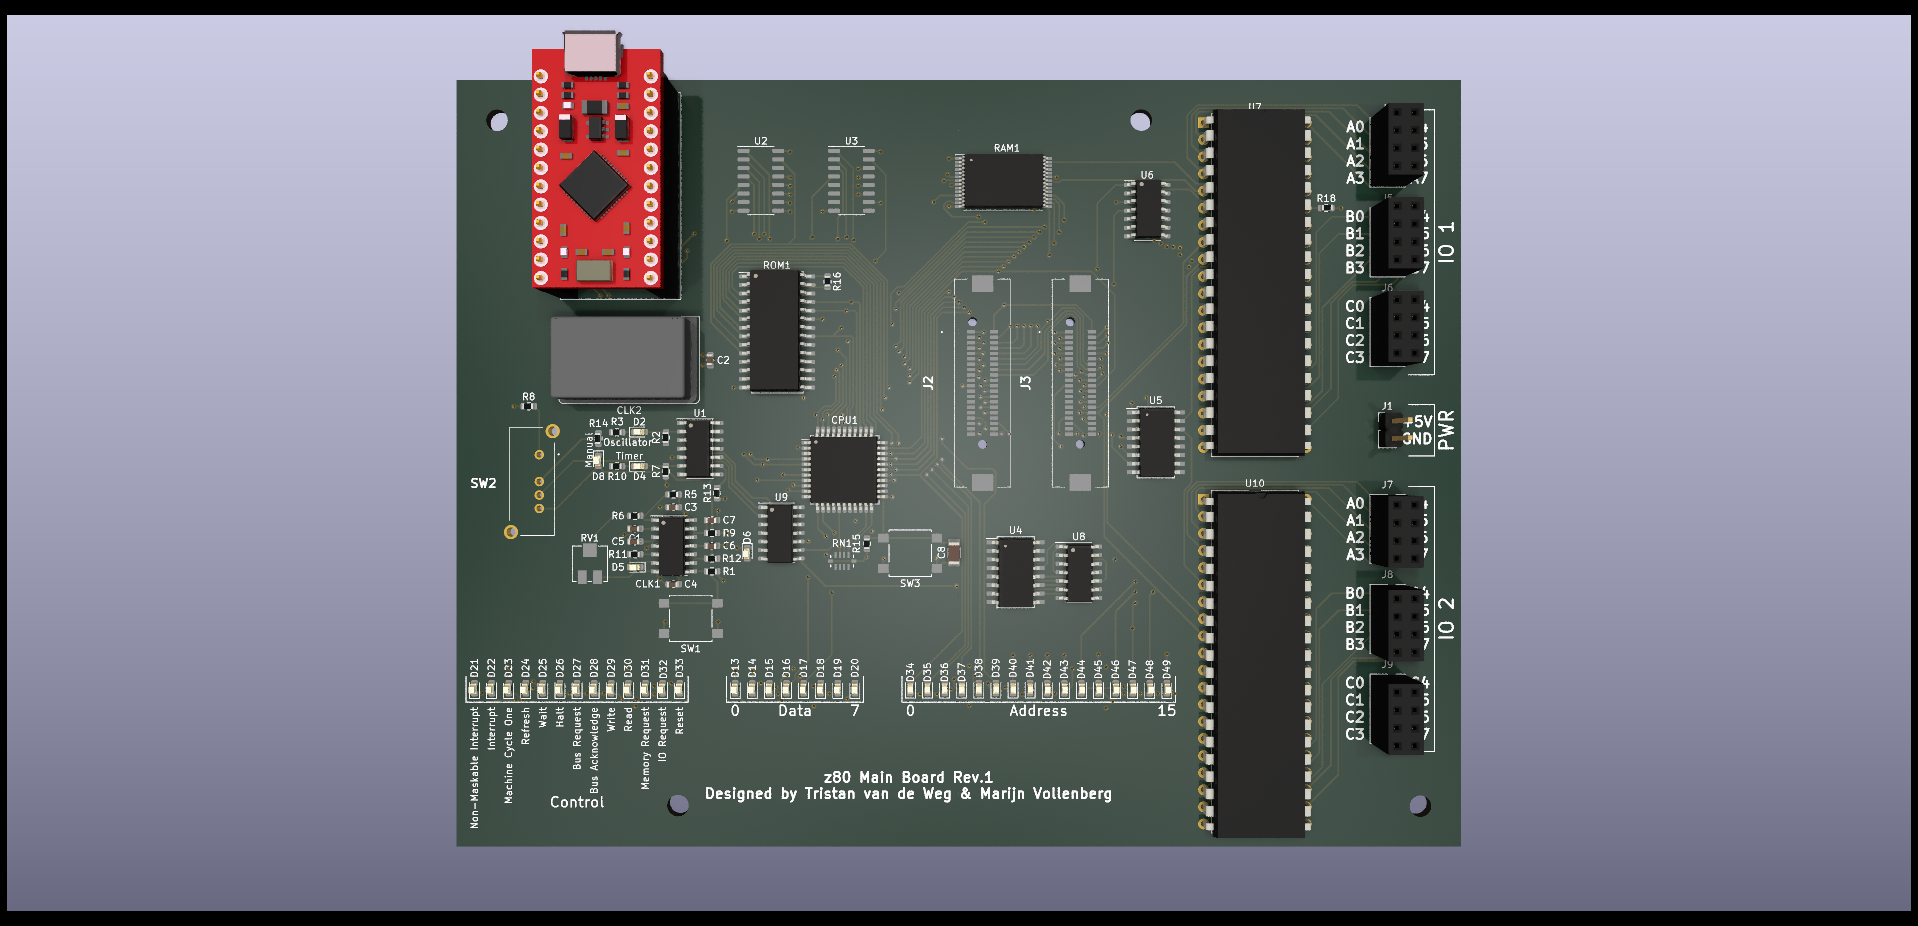 U7
U2
U3
RAM1
U6
A0
A1
A2
A3
A7
R18
B0
B1
B2
B3
IO 1
ROM1
R16
J6
C0
C1
C2
C3
C2
J2
J3
R8
CLK2
U1
CPU1
U5
J1
+5V
GND
PWR
R14
R3
D2
R2
Manual
Oscillator
Timer
D8
R10
D4
R7
SW2
R5
R13
C3
U9
U10
J7
A0
A1
A2
A3
R6
C7
R9
C5
C6
R11
R12
D5
R1
RV1
CLK1
C4
D6
RN1
R15
C8
SW3
U4
U8
J8
B0
B1
B2
B3
IO 2
SW1
J9
C0
C1
C2
C3
D21
D22
D23
D24
D25
D26
D27
D28
D29
D30
D31
D32
D33
D13
D14
D15
D16
D17
D18
D19
D20
D34
D35
D36
D37
D38
D39
D40
D41
D42
D43
D44
D45
D46
D47
D48
D49
0 Data 7
0 Address 15
Non-Maskable Interrupt
Interrupt
Machine Cycle One
Refresh
Wait
Halt
Bus Request
Bus Acknowledge
Write
Read
Memory Request
IO Request
Reset
Control
z80 Main Board Rev.1
Designed by Tristan van de Weg & Marijn Vollenberg